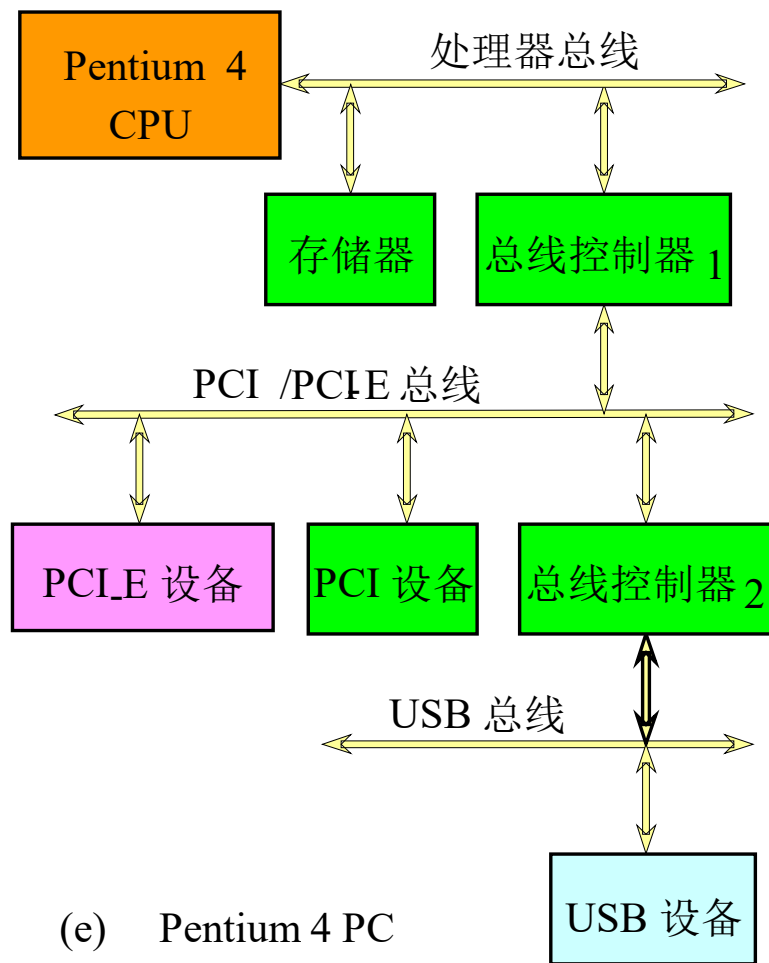 Pentium 4
CPU
处理器总线
存储器
总线控制器 1
PCI /PCI-E 总线
PCI-E 设备
PCI 设备
总线控制器 2
USB 总线
USB 设备
(e) Pentium 4 PC